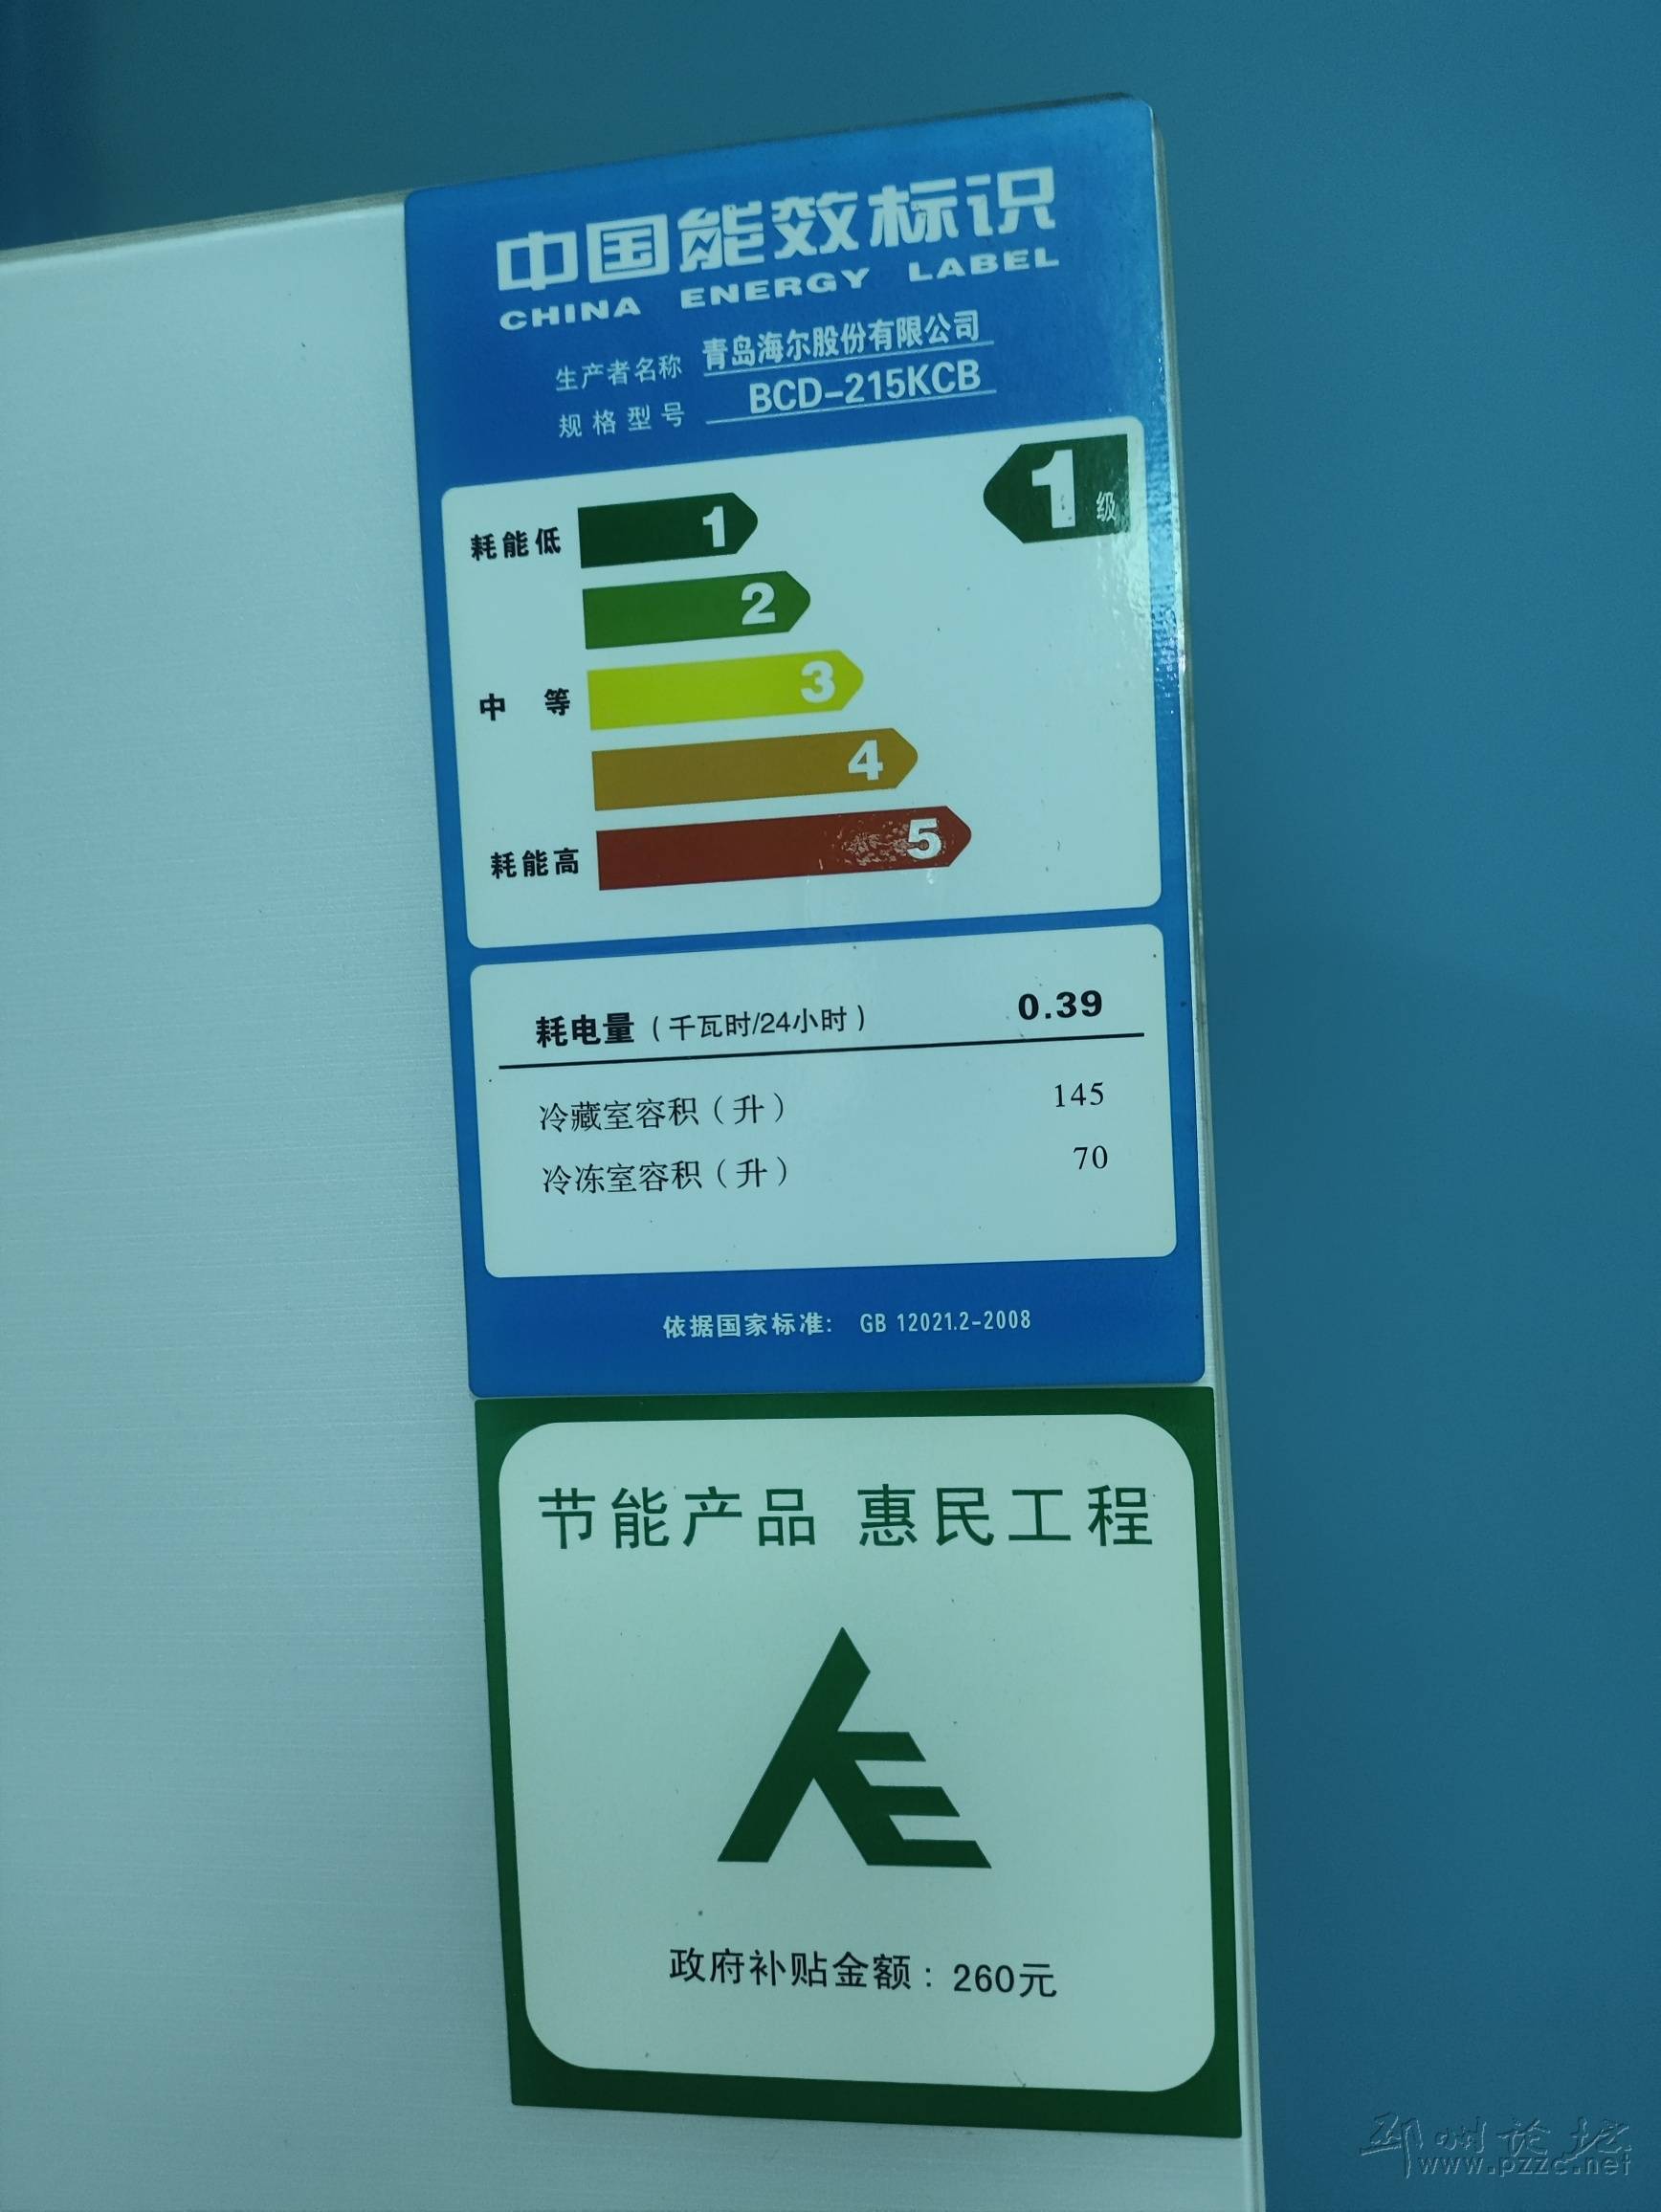 中国能效标识
CHINA ENERGY LABEL
生产者名称 青岛海尔股份有限公司
规格型号 BCD-215KCB
1级
耗能低 1
2
中 等 3
4
耗能高 5
耗电量（千瓦时/24小时） 0.39
冷藏室容积（升） 145
冷冻室容积（升） 70
依据国家标准: GB 12021.2-2008
节能产品 惠民工程
政府补贴金额: 260元
邳州论坛
www.pzzc.net